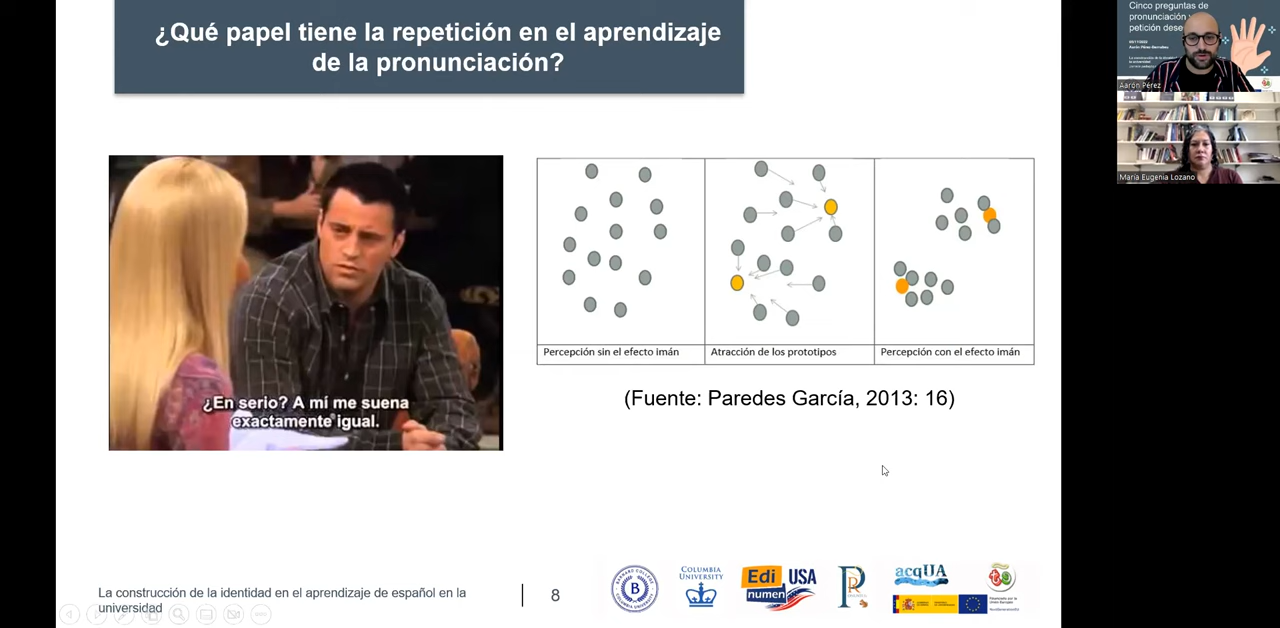 ¿Qué papel tiene la repetición en el aprendizaje
de la pronunciación?
¿En serio? A mí me suena
exactamente igual.
Percepción sin el efecto imán
Atracción de los prototipos
Percepción con el efecto imán
(Fuente: Paredes García, 2013: 16)
La construcción de la identidad en el aprendizaje de español en la
universidad
8
B
COLUMBIA
UNIVERSITY
Edi
numen
USA
acqUA
Cinco preguntas de
pronunciación
petición dese
Aarón Pérez
María Eugenia Lozano